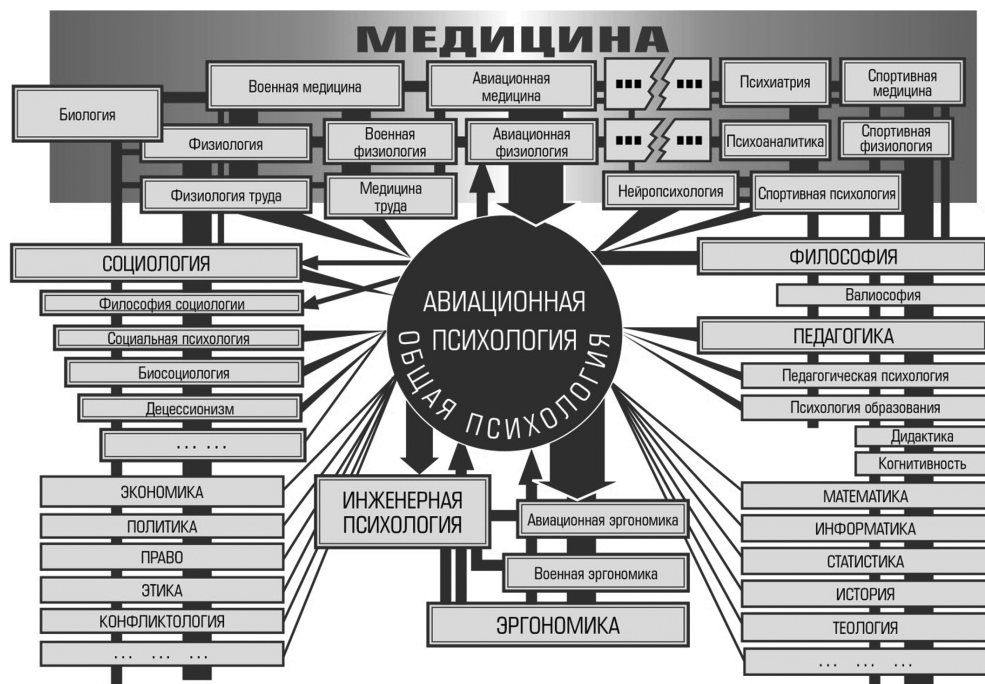 МЕДИЦИНА
Биология
Военная медицина
Авиационная
медицина
...
...
Психиатрия
Спортивная
медицина
Физиология
Военная
физиология
Авиационная
физиология
...
...
Психоаналитика
Спортивная
физиология
Физиология труда
Медицина
труда
Нейропсихология
Спортивная психология
СОЦИОЛОГИЯ
Философия социологии
Социальная психология
Биосоциология
Децессионизм
... ...
ЭКОНОМИКА
ПОЛИТИКА
ПРАВО
ЭТИКА
КОНФЛИКТОЛОГИЯ
... ... ...
АВИАЦИОННАЯ
ПСИХОЛОГИЯ
ОБЩАЯ ПСИХОЛОГИЯ
ИНЖЕНЕРНАЯ
ПСИХОЛОГИЯ
Авиационная эргономика
Военная эргономика
ЭРГОНОМИКА
ФИЛОСОФИЯ
Валиософия
ПЕДАГОГИКА
Педагогическая психология
Психология образования
Дидактика
Когнитивность
МАТЕМАТИКА
ИНФОРМАТИКА
СТАТИСТИКА
ИСТОРИЯ
ТЕОЛОГИЯ
... ... ...